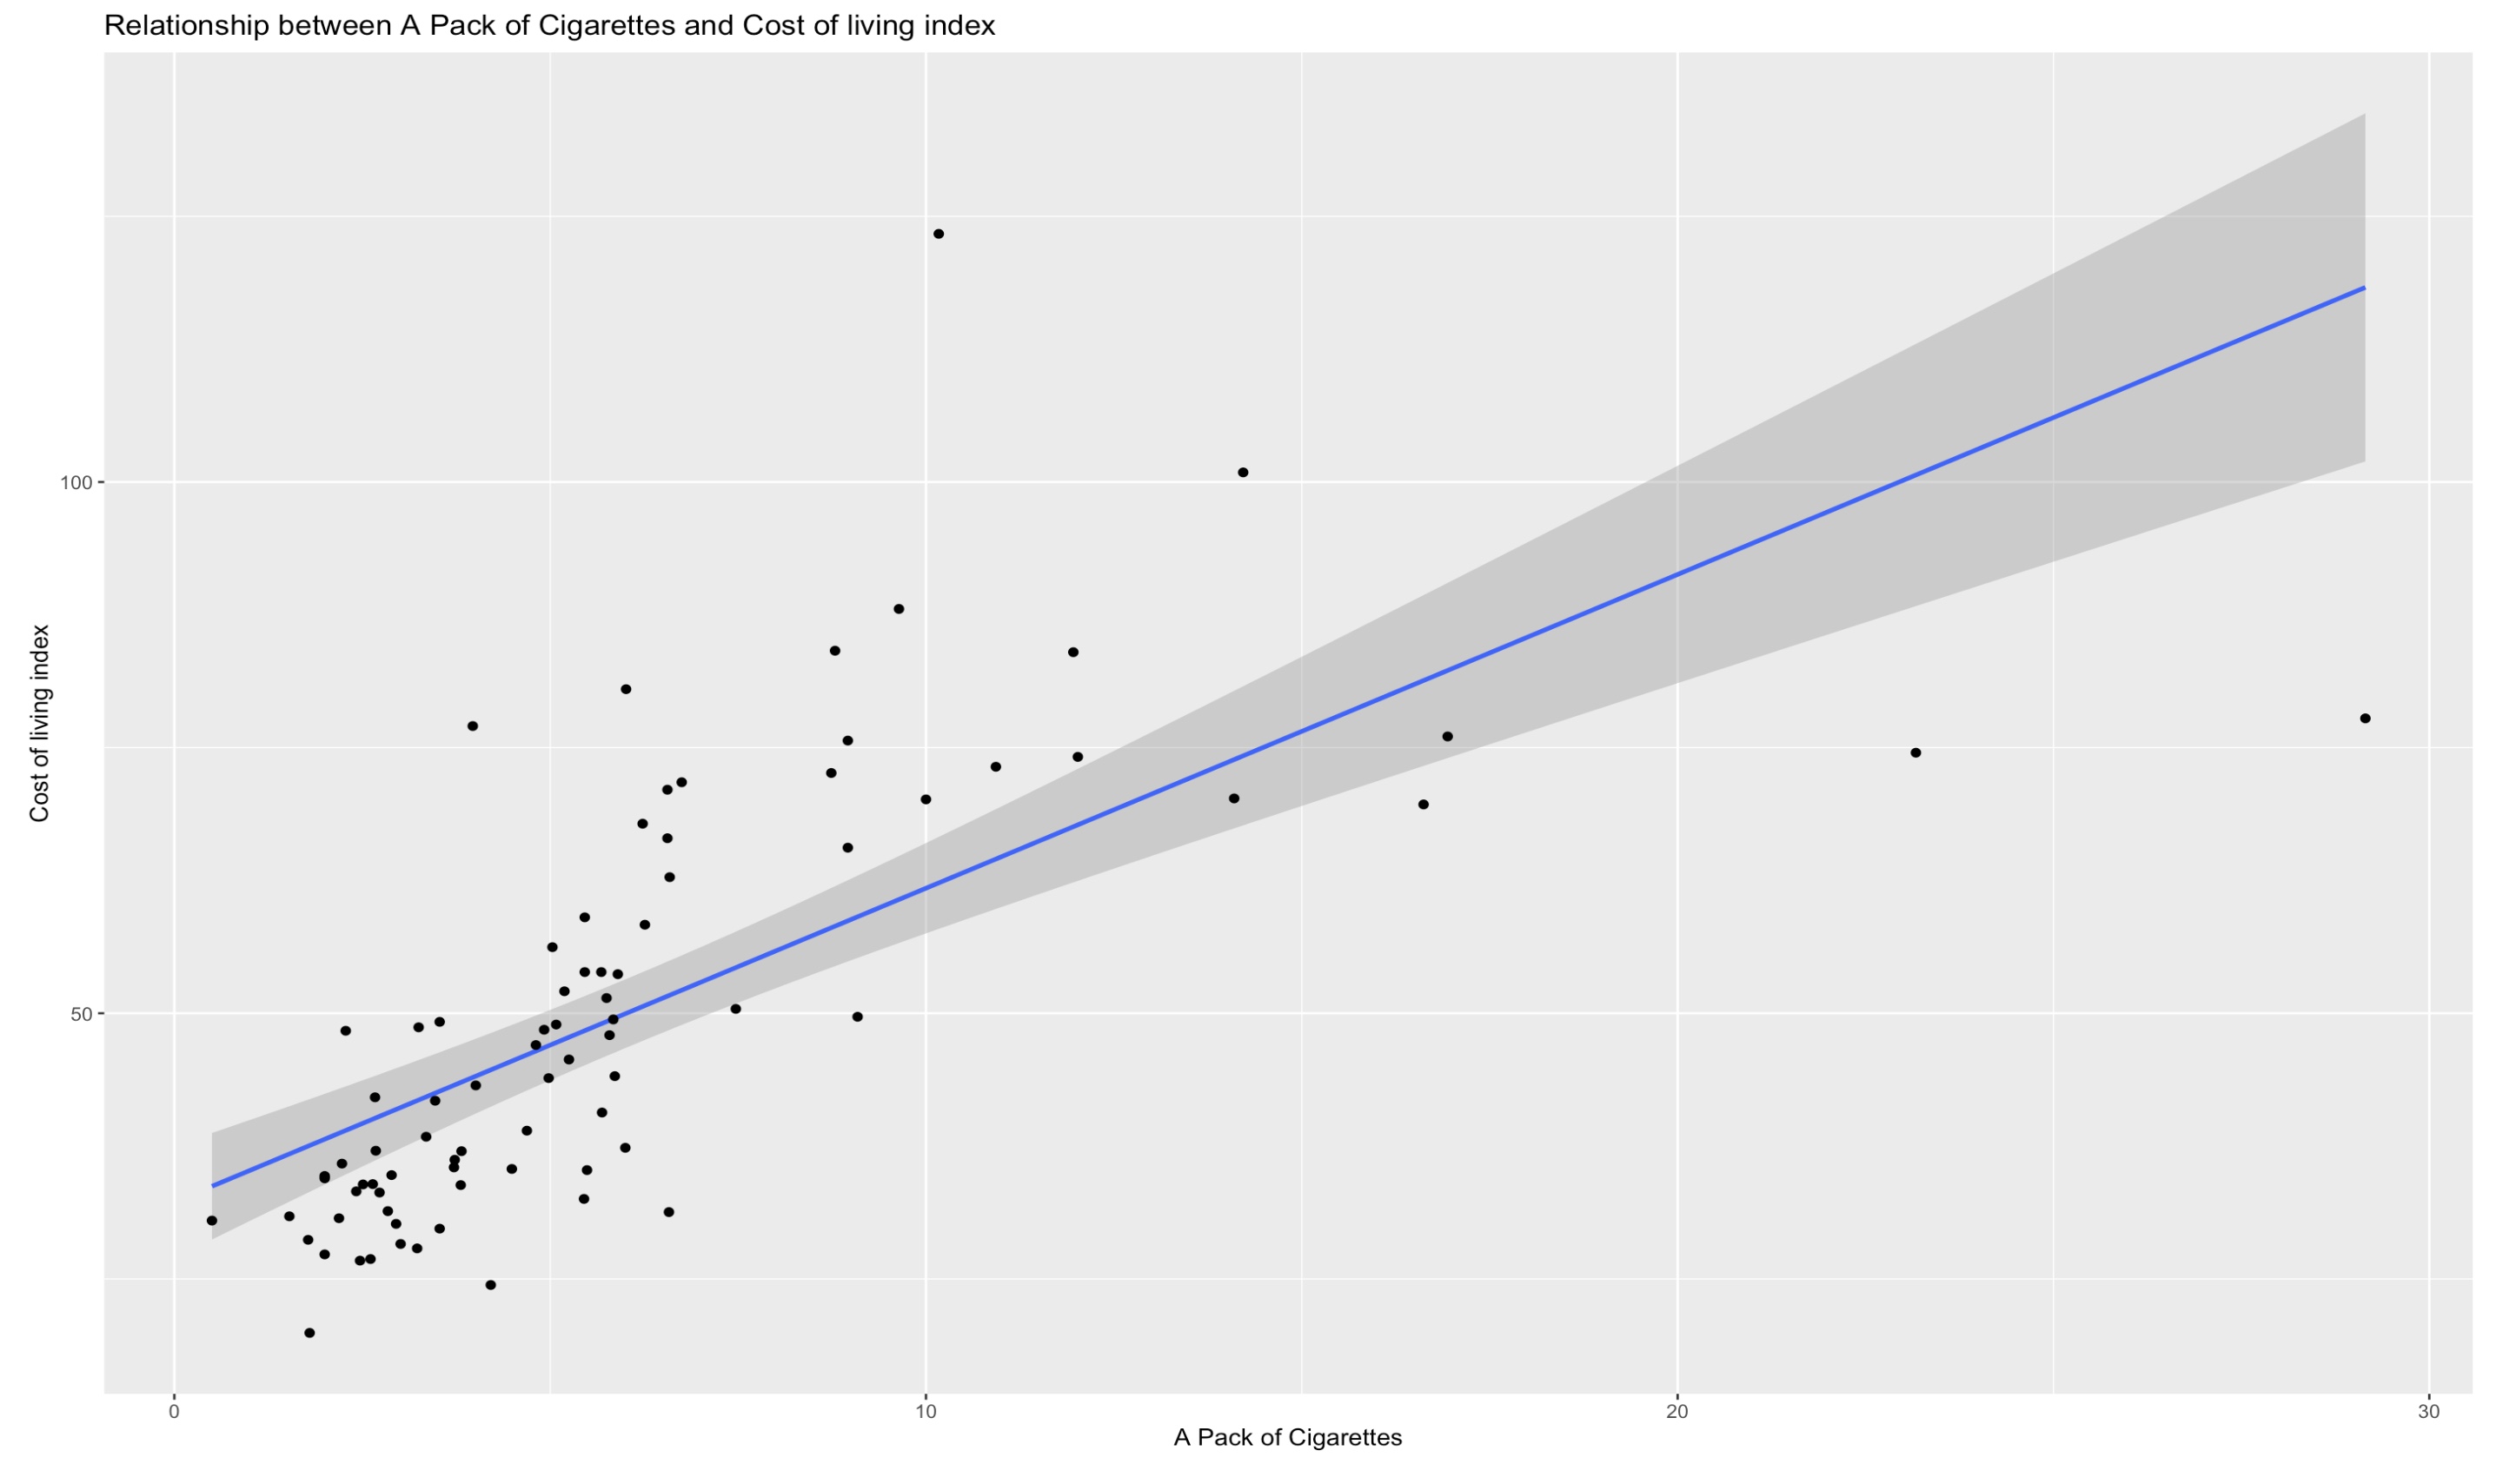 Relationship between A Pack of Cigarettes and Cost of living index
Cost of living index
100
50
0
10
20
30
A Pack of Cigarettes